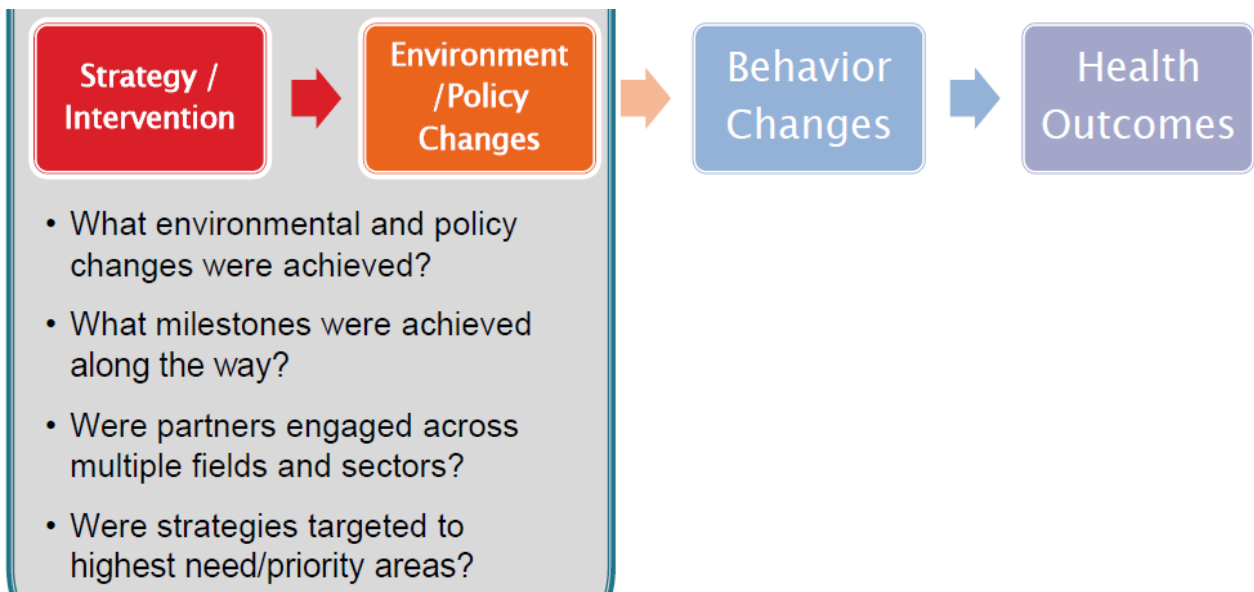 Strategy /
Intervention
Environment
/Policy
Changes
Behavior
Changes
Health
Outcomes
• What environmental and policy
changes were achieved?
• What milestones were achieved
along the way?
• Were partners engaged across
multiple fields and sectors?
• Were strategies targeted to
highest need/priority areas?